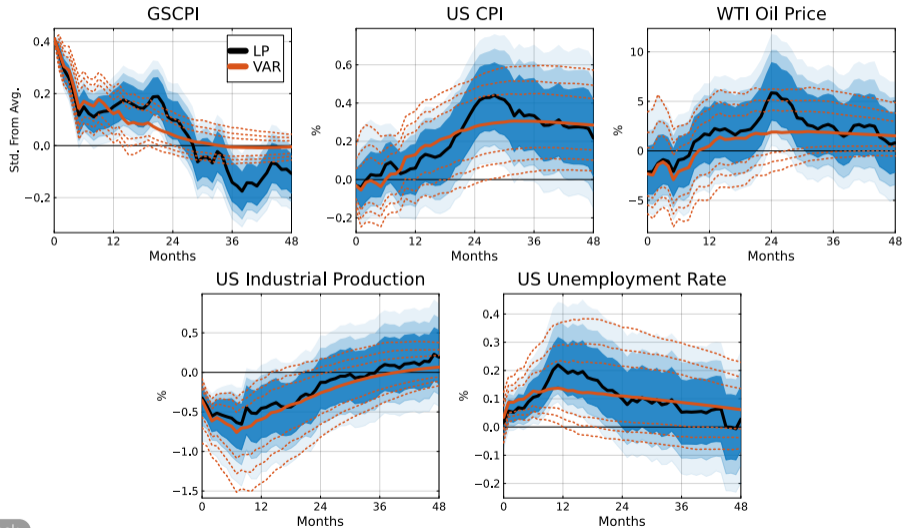 GSCPI
US CPI
WTI Oil Price
Std. From Avg.
0.4
0.2
0.0
−0.2
LP
VAR
0 12 24 36 48
Months
%
0.6
0.4
0.2
0.0
−0.2
0 12 24 36 48
Months
%
10
5
0
−5
0 12 24 36 48
Months
US Industrial Production
US Unemployment Rate
%
0.5
0.0
−0.5
−1.0
−1.5
0 12 24 36 48
Months
%
0.4
0.3
0.2
0.1
0.0
−0.1
−0.2
0 12 24 36 48
Months